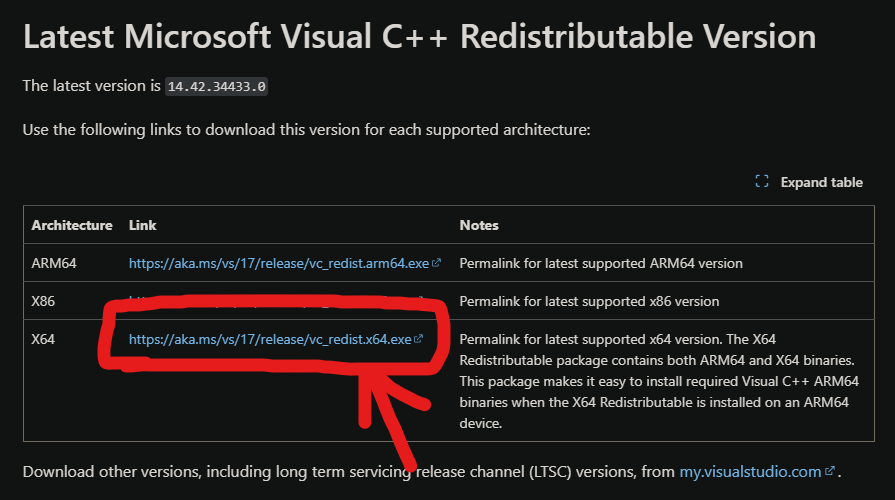 Latest Microsoft Visual C++ Redistributable Version
The latest version is 14.42.34433.0
Use the following links to download this version for each supported architecture:
Expand table
Architecture Link Notes
ARM64 https://aka.ms/vs/17/release/vc_redist.arm64.exe Permalink for latest supported ARM64 version
X86 Permalink for latest supported x86 version
X64 https://aka.ms/vs/17/release/vc_redist.x64.exe Permalink for latest supported x64 version. The X64
Redistributable package contains both ARM64 and X64 binaries.
This package makes it easy to install required Visual C++ ARM64
binaries when the X64 Redistributable is installed on an ARM64
device.
Download other versions, including long term servicing release channel (LTSC) versions, from my.visualstudio.com .